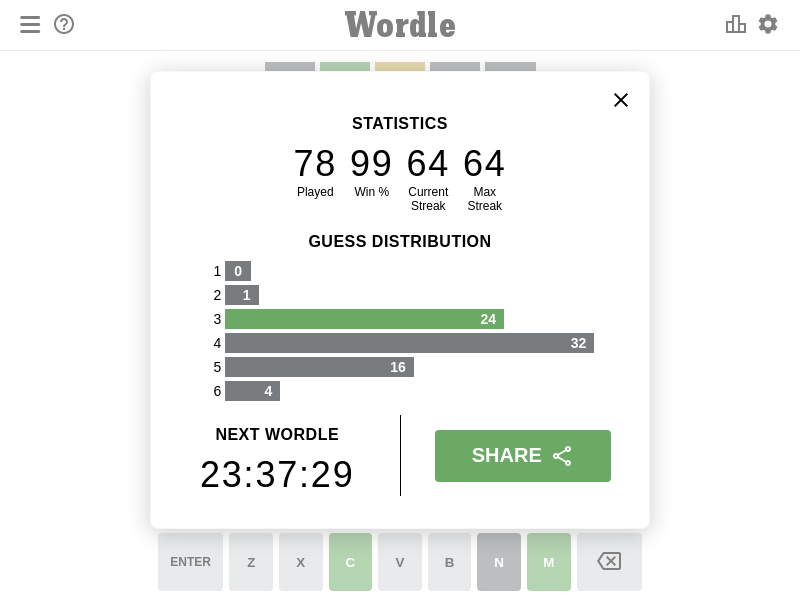 Wordle
STATISTICS
78 99 64 64
Played Win % Current Streak Max Streak
GUESS DISTRIBUTION
1 0
2 1
3 24
4 32
5 16
6 4
NEXT WORDLE
23:37:29
SHARE
ENTER Z X C V B N M